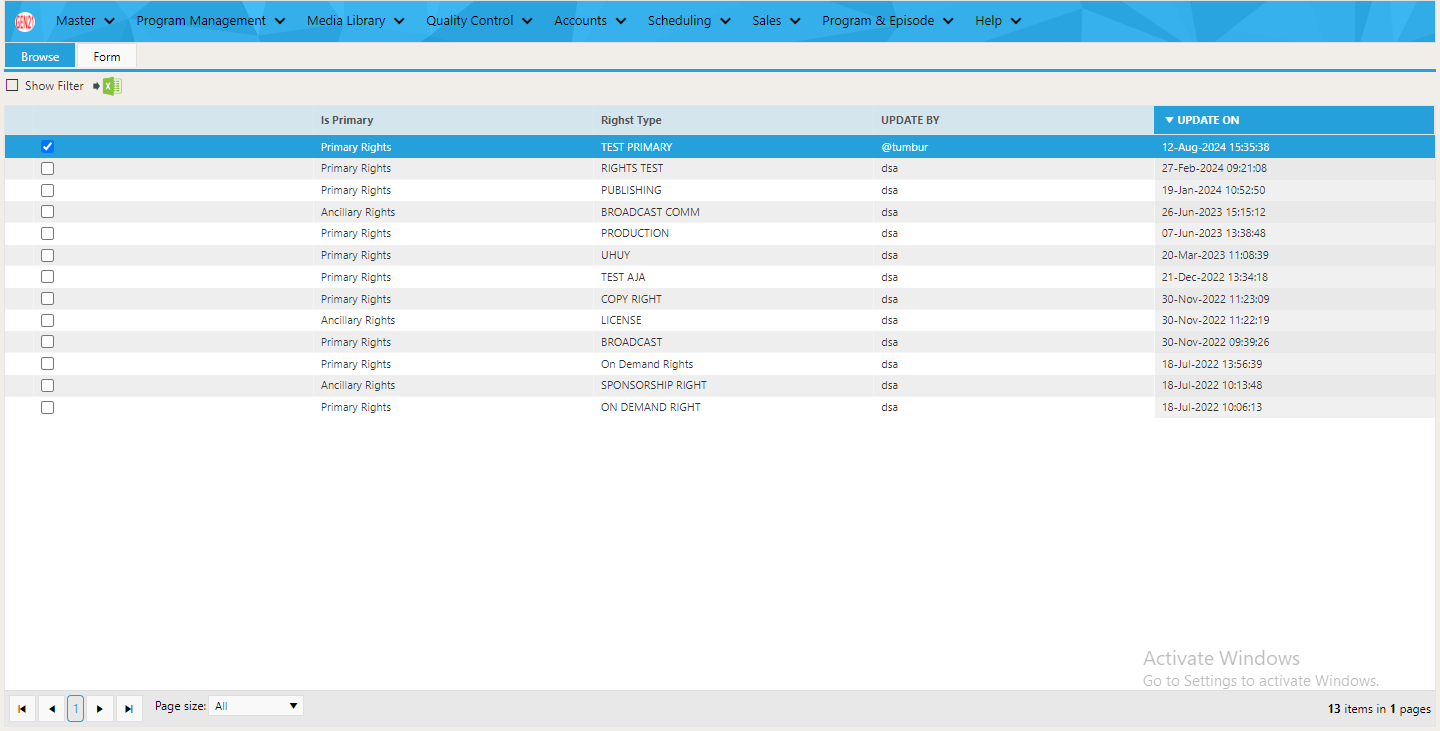 GEN21 Master Program Management Media Library Quality Control Accounts Scheduling Sales Program & Episode Help
Browse Form
Show Filter
Is Primary Righst Type UPDATE BY UPDATE ON
Primary Rights TEST PRIMARY @tumbur 12-Aug-2024 15:35:38
Primary Rights RIGHTS TEST dsa 27-Feb-2024 09:21:08
Primary Rights PUBLISHING dsa 19-Jan-2024 10:52:50
Ancillary Rights BROADCAST COMM dsa 26-Jun-2023 15:15:12
Primary Rights PRODUCTION dsa 07-Jun-2023 13:38:48
Primary Rights UHUY dsa 20-Mar-2023 11:08:39
Primary Rights TEST AJA dsa 21-Dec-2022 13:34:18
Primary Rights COPY RIGHT dsa 30-Nov-2022 11:23:09
Ancillary Rights LICENSE dsa 30-Nov-2022 11:22:19
Primary Rights BROADCAST dsa 30-Nov-2022 09:39:26
Primary Rights On Demand Rights dsa 18-Jul-2022 13:56:39
Ancillary Rights SPONSORSHIP RIGHT dsa 18-Jul-2022 10:13:48
Primary Rights ON DEMAND RIGHT dsa 18-Jul-2022 10:06:13
Activate Windows
Go to Settings to activate Windows.
1 Page size: All 13 items in 1 pages